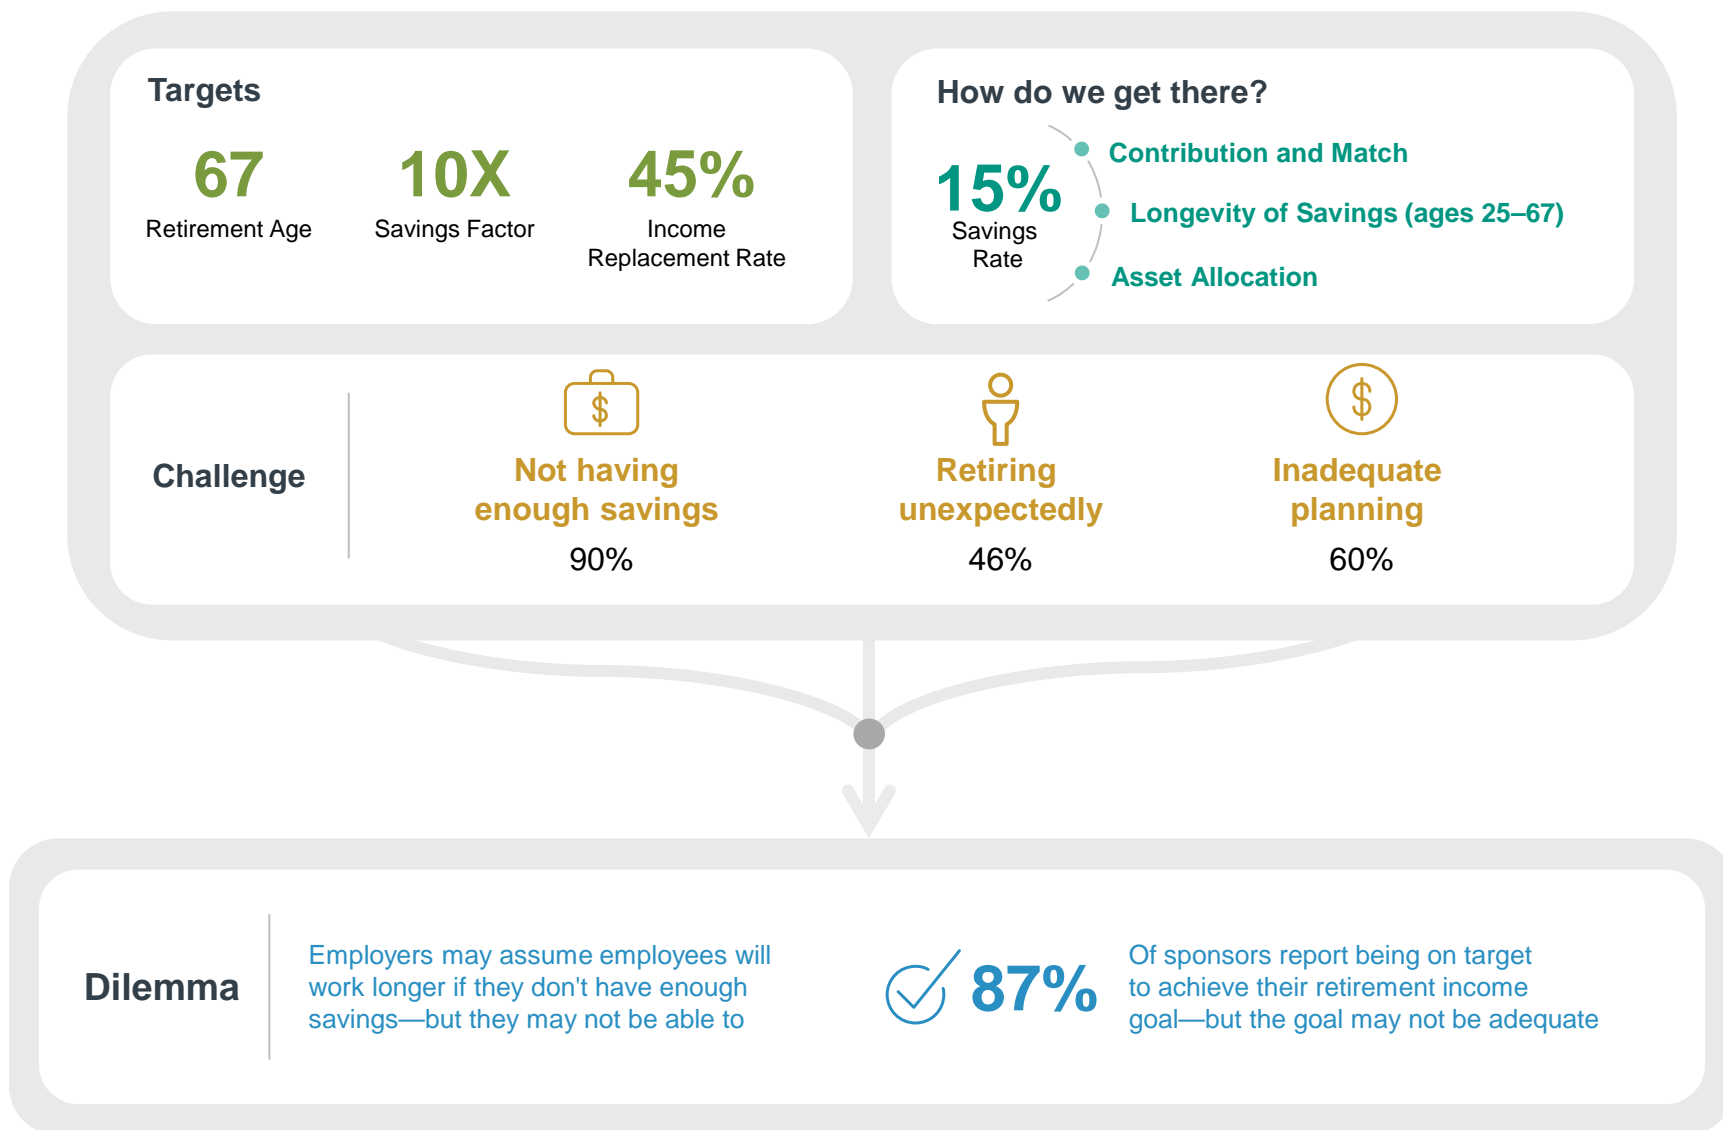 Targets
67
Retirement Age
10X
Savings Factor
45%
Income
Replacement Rate
How do we get there?
15%
Savings
Rate
Contribution and Match
Longevity of Savings (ages 25–67)
Asset Allocation
Challenge
$
Not having
enough savings
90%
Retiring
unexpectedly
46%
$
Inadequate
planning
60%
Dilemma
Employers may assume employees will
work longer if they don't have enough
savings—but they may not be able to
87%
Of sponsors report being on target
to achieve their retirement income
goal—but the goal may not be adequate